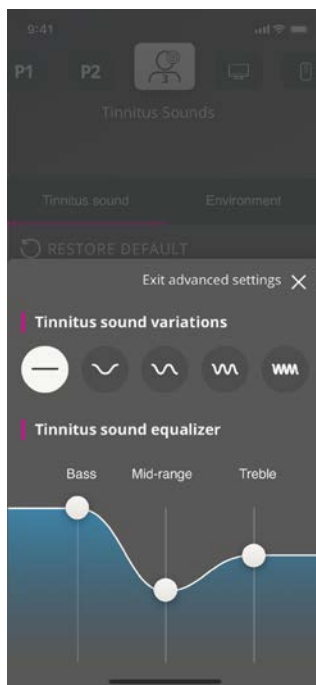 9:41
P1 P2 3
Tinnitus Sounds
Tinnitus sound Environment
RESTORE DEFAULT
Exit advanced settings
Tinnitus sound variations
Tinnitus sound equalizer
Bass Mid-range Treble